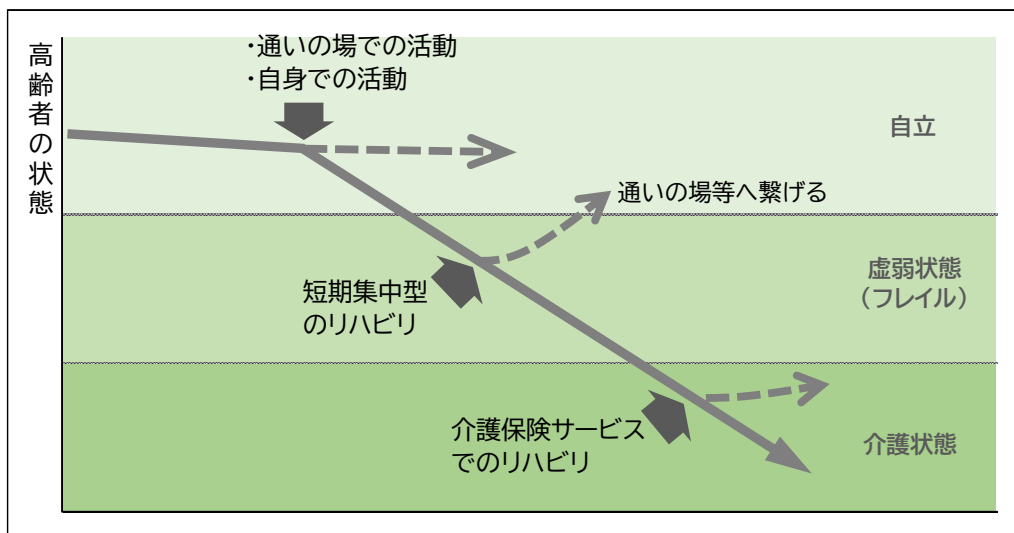 高齢者の状態
・通いの場での活動
・自身での活動
自立
通いの場等へ繋げる
虚弱状態
（フレイル）
短期集中型
のリハビリ
介護保険サービス
でのリハビリ
介護状態